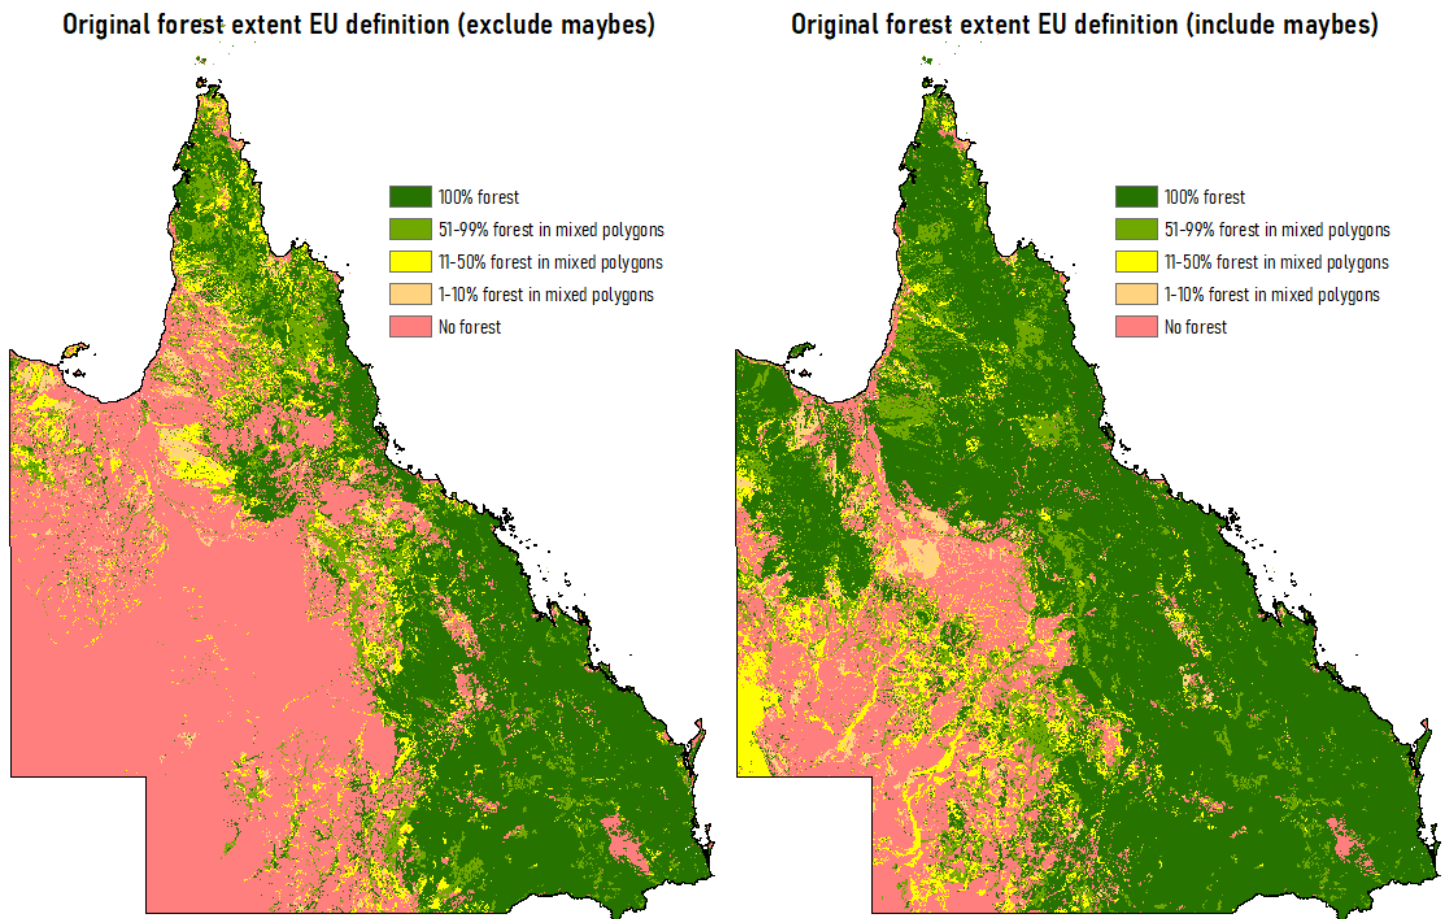 Original forest extent EU definition (exclude maybes)
100% forest
51-99% forest in mixed polygons
11-50% forest in mixed polygons
1-10% forest in mixed polygons
No forest
Original forest extent EU definition (include maybes)
100% forest
51-99% forest in mixed polygons
11-50% forest in mixed polygons
1-10% forest in mixed polygons
No forest